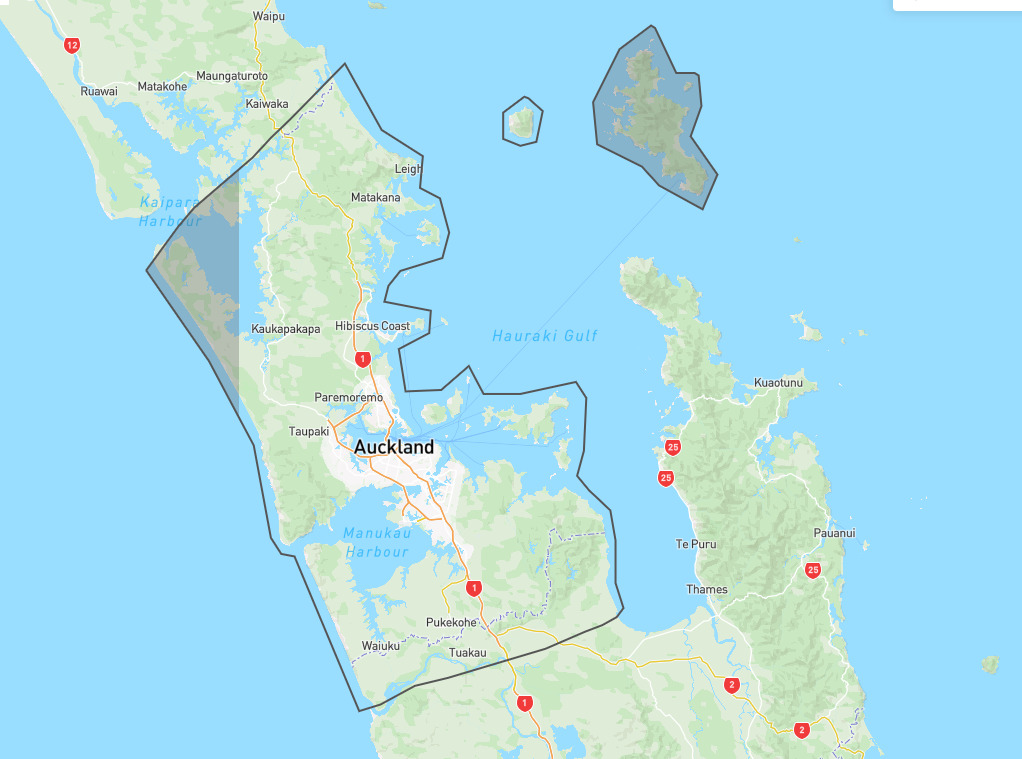 Waipu
12
Maungaturoto
Matakohe
Ruawai
Kaiwaka
Leigh
Matakana
Kaipara
Harbour
Kaukapakapa
Hibiscus Coast
Hauraki Gulf
1
Kuaotunu
Paremoremo
Taupaki
Auckland
25
25
Manukau
Harbour
Pauanui
Te Puru
25
1
Thames
Pukekohe
Waiuku
Tuakau
2
1
2